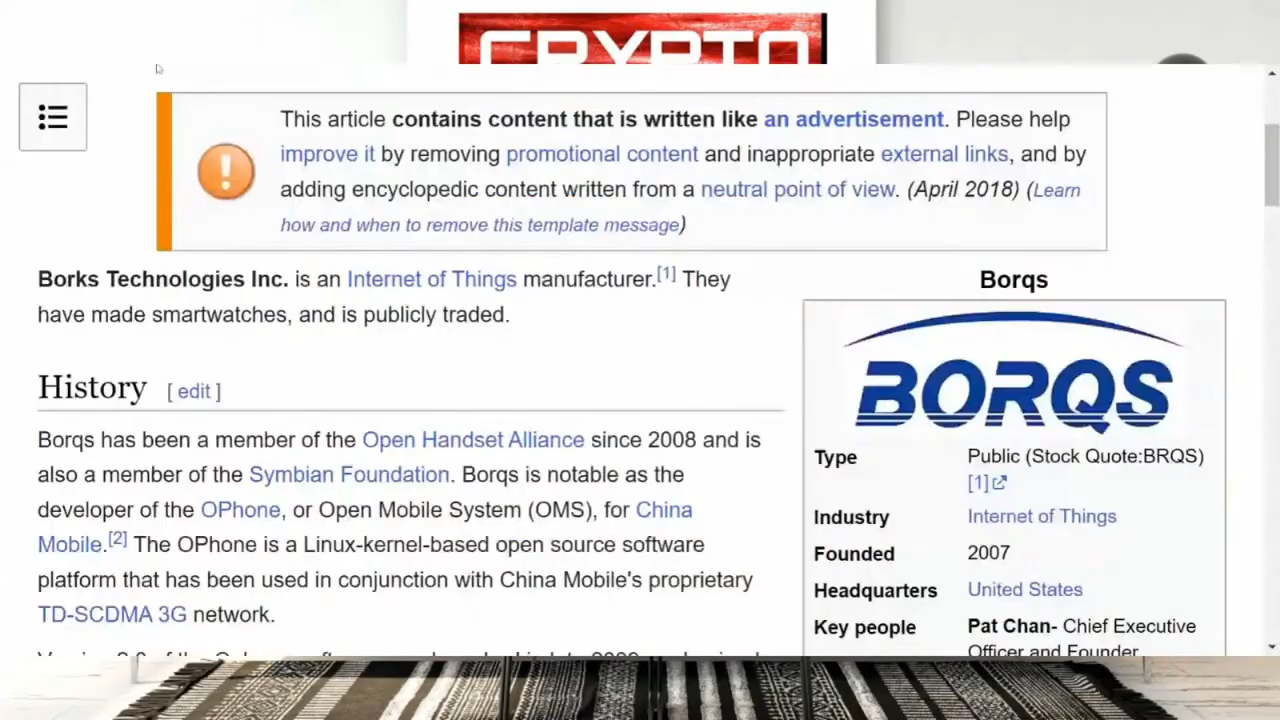 CRYPTO
This article contains content that is written like an advertisement. Please help
improve it by removing promotional content and inappropriate external links, and by
adding encyclopedic content written from a neutral point of view. (April 2018) (Learn
how and when to remove this template message)
Borks Technologies Inc. is an Internet of Things manufacturer.[1] They
have made smartwatches, and is publicly traded.
History [ edit ]
Borqs has been a member of the Open Handset Alliance since 2008 and is
also a member of the Symbian Foundation. Borqs is notable as the
developer of the OPhone, or Open Mobile System (OMS), for China
Mobile.[2] The OPhone is a Linux-kernel-based open source software
platform that has been used in conjunction with China Mobile's proprietary
TD-SCDMA 3G network.
Borqs
BORQS
Type Public (Stock Quote:BRQS)
[1]
Industry Internet of Things
Founded 2007
Headquarters United States
Key people Pat Chan- Chief Executive
Officer and Founder